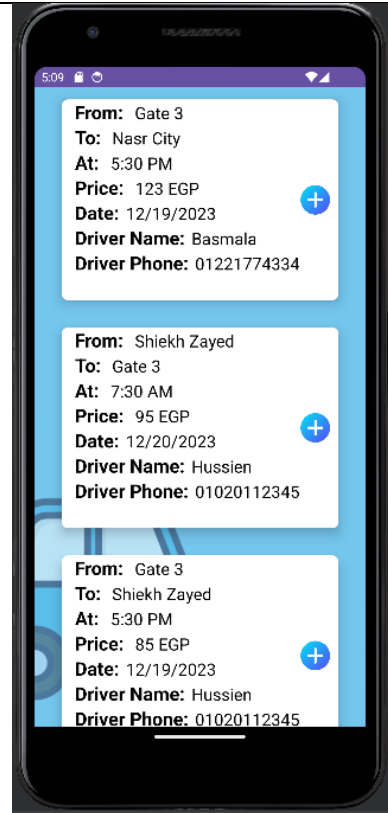 5:09
From: Gate 3
To: Nasr City
At: 5:30 PM
Price: 123 EGP
Date: 12/19/2023
Driver Name: Basmala
Driver Phone: 01221774334
From: Shiekh Zayed
To: Gate 3
At: 7:30 AM
Price: 95 EGP
Date: 12/20/2023
Driver Name: Hussien
Driver Phone: 01020112345
From: Gate 3
To: Shiekh Zayed
At: 5:30 PM
Price: 85 EGP
Date: 12/19/2023
Driver Name: Hussien
Driver Phone: 01020112345